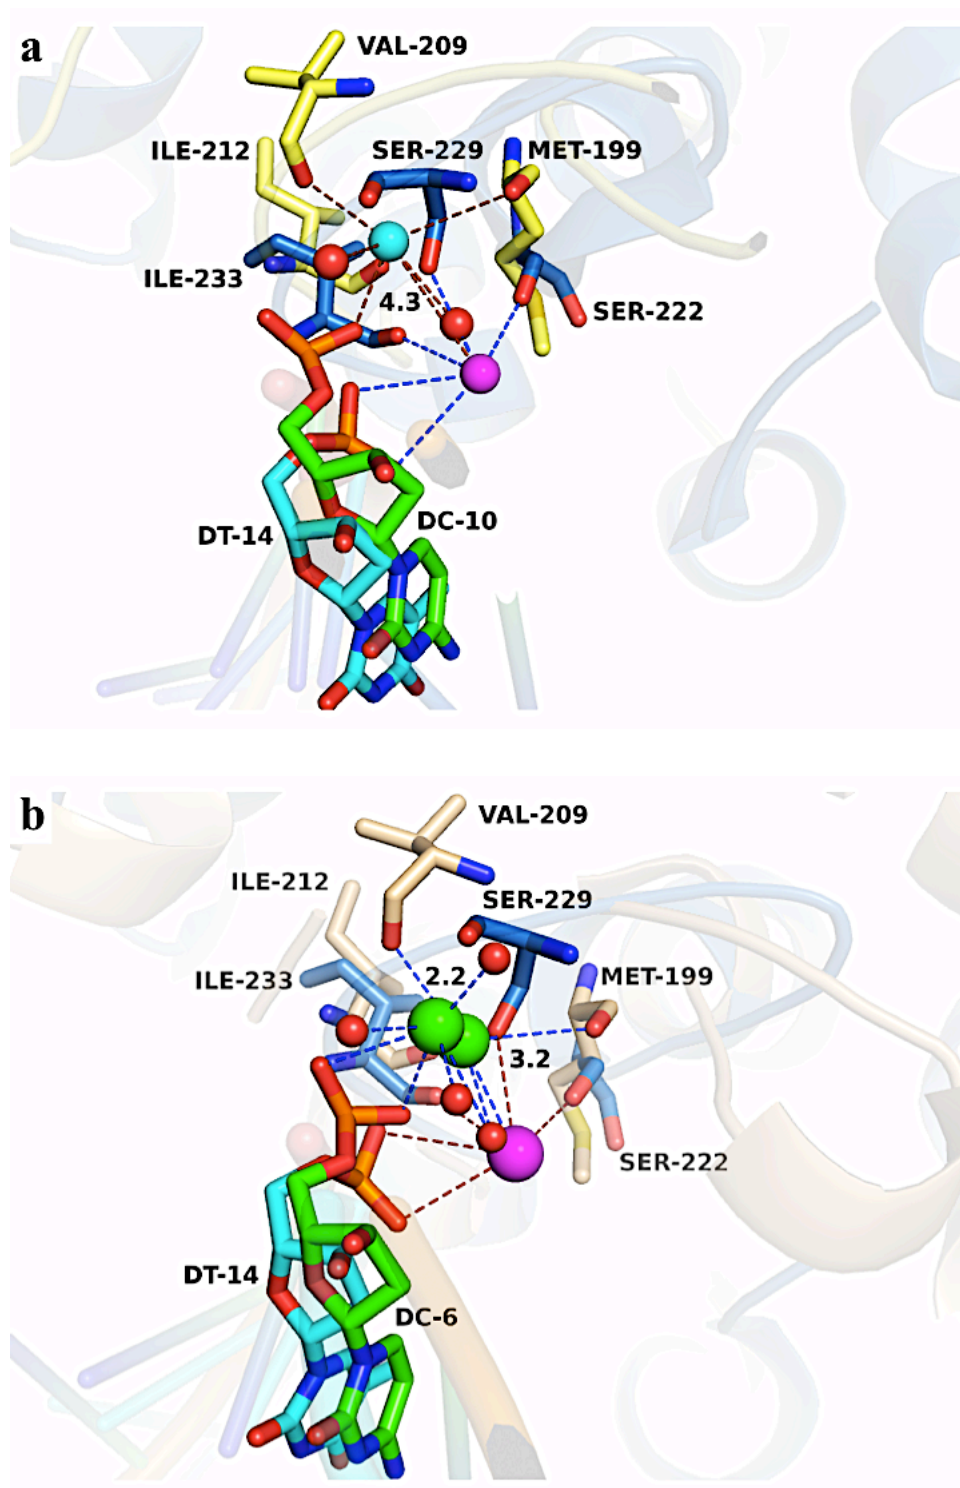 a
VAL-209
ILE-212
SER-229
MET-199
ILE-233
4.3
SER-222
DC-10
DT-14
b
VAL-209
ILE-212
SER-229
ILE-233
2.2
MET-199
3.2
SER-222
DT-14
DC-6